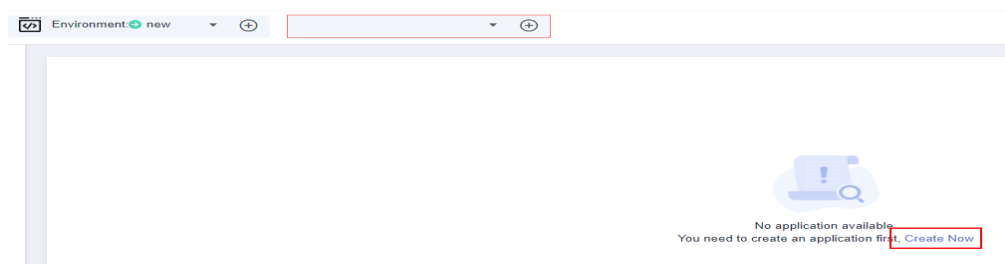 Environment: new
No application available
You need to create an application first, Create Now